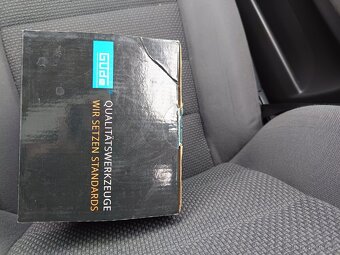 Güde
QUALITÄTSWERKZEUGE
WIR SETZEN STANDARDS